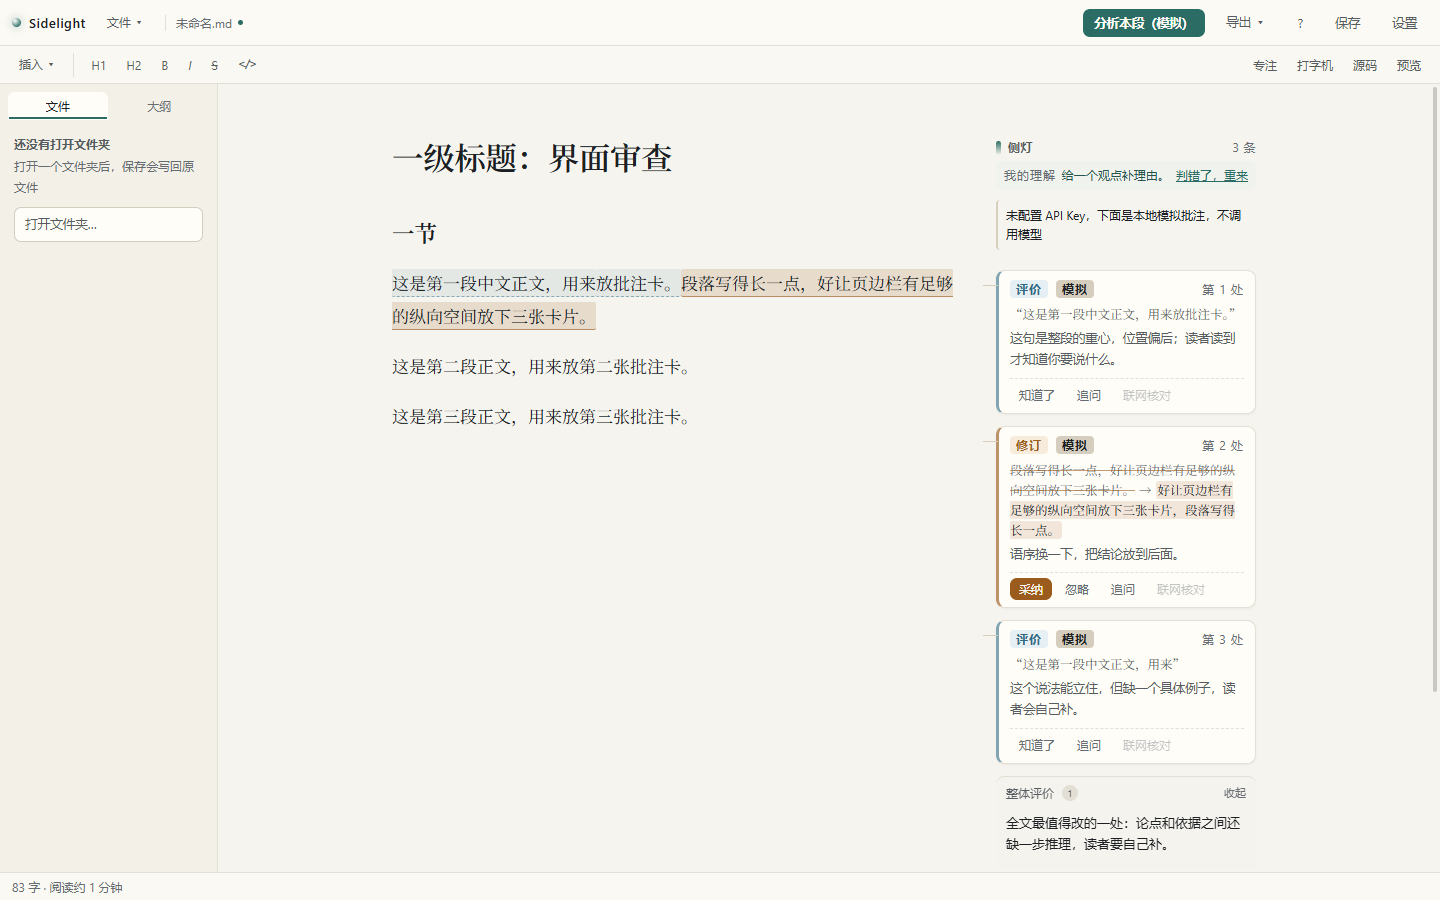 Sidelight 文件 ▾ 未命名.md ● 分析本段（模拟） 导出 ▾ ? 保存 设置
插入 ▾ H1 H2 B I S </> 专注 打字机 源码 预览
文件 大纲
还没有打开文件夹
打开一个文件夹后，保存会写回原
文件
打开文件夹...
一级标题：界面审查
一节
这是第一段中文正文，用来放批注卡。段落写得长一点，好让页边栏有足够
的纵向空间放下三张卡片。
这是第二段正文，用来放第二张批注卡。
这是第三段正文，用来放第三张批注卡。
侧灯 3 条
我的理解 给一个观点补理由。 判错了，重来
未配置 API Key，下面是本地模拟批注，不调
用模型
评价 模拟 第 1 处
“这是第一段中文正文，用来放批注卡。”
这句是整段的重心，位置偏后；读者读到
才知道你要说什么。
知道了 追问 联网核对
修订 模拟 第 2 处
段落写得长一点，好让页边栏有足够的纵
向空间放下三张卡片。 → 好让页边栏有
足够的纵向空间放下三张卡片，段落写得
长一点。
语序换一下，把结论放到后面。
采纳 忽略 追问 联网核对
评价 模拟 第 3 处
“这是第一段中文正文，用来”
这个说法能立住，但缺一个具体例子，读
者会自己补。
知道了 追问 联网核对
整体评价 1 收起
全文最值得改的一处：论点和依据之间还
缺一步推理，读者要自己补。
83 字 · 阅读约 1 分钟